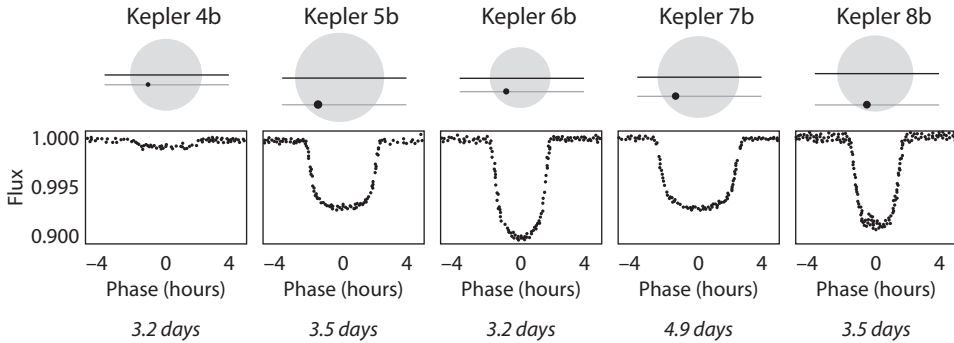 Kepler 4b Kepler 5b Kepler 6b Kepler 7b Kepler 8b
1.000
0.995
0.900
Flux
−4 0 4 −4 0 4 −4 0 4 −4 0 4 −4 0 4
Phase (hours) Phase (hours) Phase (hours) Phase (hours) Phase (hours)
3.2 days 3.5 days 3.2 days 4.9 days 3.5 days